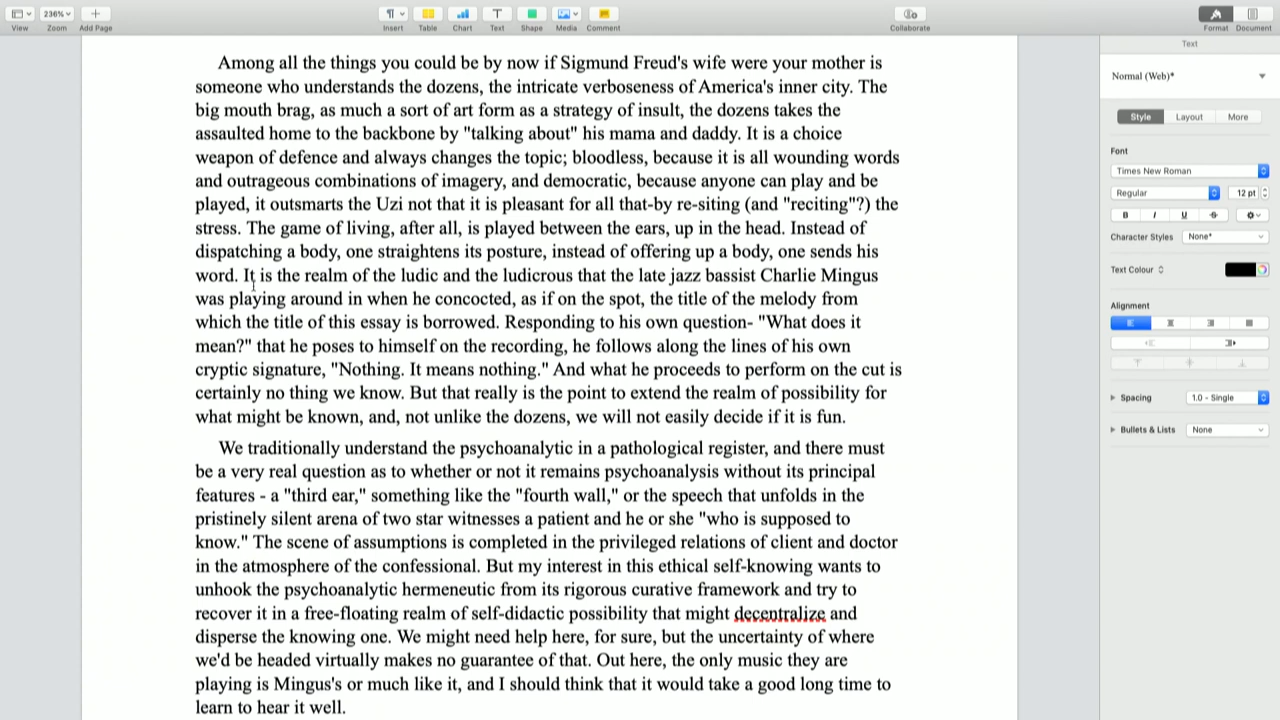 236%
View
Zoom
Add Page
Insert
Table
Chart
Text
Shape
Media
Comment
Collaborate
Format
Document
Among all the things you could be by now if Sigmund Freud's wife were your mother is
someone who understands the dozens, the intricate verboseness of America's inner city. The
big mouth brag, as much a sort of art form as a strategy of insult, the dozens takes the
assaulted home to the backbone by "talking about" his mama and daddy. It is a choice
weapon of defence and always changes the topic; bloodless, because it is all wounding words
and outrageous combinations of imagery, and democratic, because anyone can play and be
played, it outsmarts the Uzi not that it is pleasant for all that-by re-siting (and "reciting"?) the
stress. The game of living, after all, is played between the ears, up in the head. Instead of
dispatching a body, one straightens its posture, instead of offering up a body, one sends his
word. It is the realm of the ludic and the ludicrous that the late jazz bassist Charlie Mingus
was playing around in when he concocted, as if on the spot, the title of the melody from
which the title of this essay is borrowed. Responding to his own question- "What does it
mean?" that he poses to himself on the recording, he follows along the lines of his own
cryptic signature, "Nothing. It means nothing." And what he proceeds to perform on the cut is
certainly no thing we know. But that really is the point to extend the realm of possibility for
what might be known, and, not unlike the dozens, we will not easily decide if it is fun.
We traditionally understand the psychoanalytic in a pathological register, and there must
be a very real question as to whether or not it remains psychoanalysis without its principal
features - a "third ear," something like the "fourth wall," or the speech that unfolds in the
pristinely silent arena of two star witnesses a patient and he or she "who is supposed to
know." The scene of assumptions is completed in the privileged relations of client and doctor
in the atmosphere of the confessional. But my interest in this ethical self-knowing wants to
unhook the psychoanalytic hermeneutic from its rigorous curative framework and try to
recover it in a free-floating realm of self-didactic possibility that might decentralize and
disperse the knowing one. We might need help here, for sure, but the uncertainty of where
we'd be headed virtually makes no guarantee of that. Out here, the only music they are
playing is Mingus's or much like it, and I should think that it would take a good long time to
learn to hear it well.
Text
Normal (Web)*
Style
Layout
More
Font
Times New Roman
Regular
12 pt
B I U S
Character Styles
None*
Text Colour
Alignment
Spacing
1.0 - Single
Bullets & Lists
None